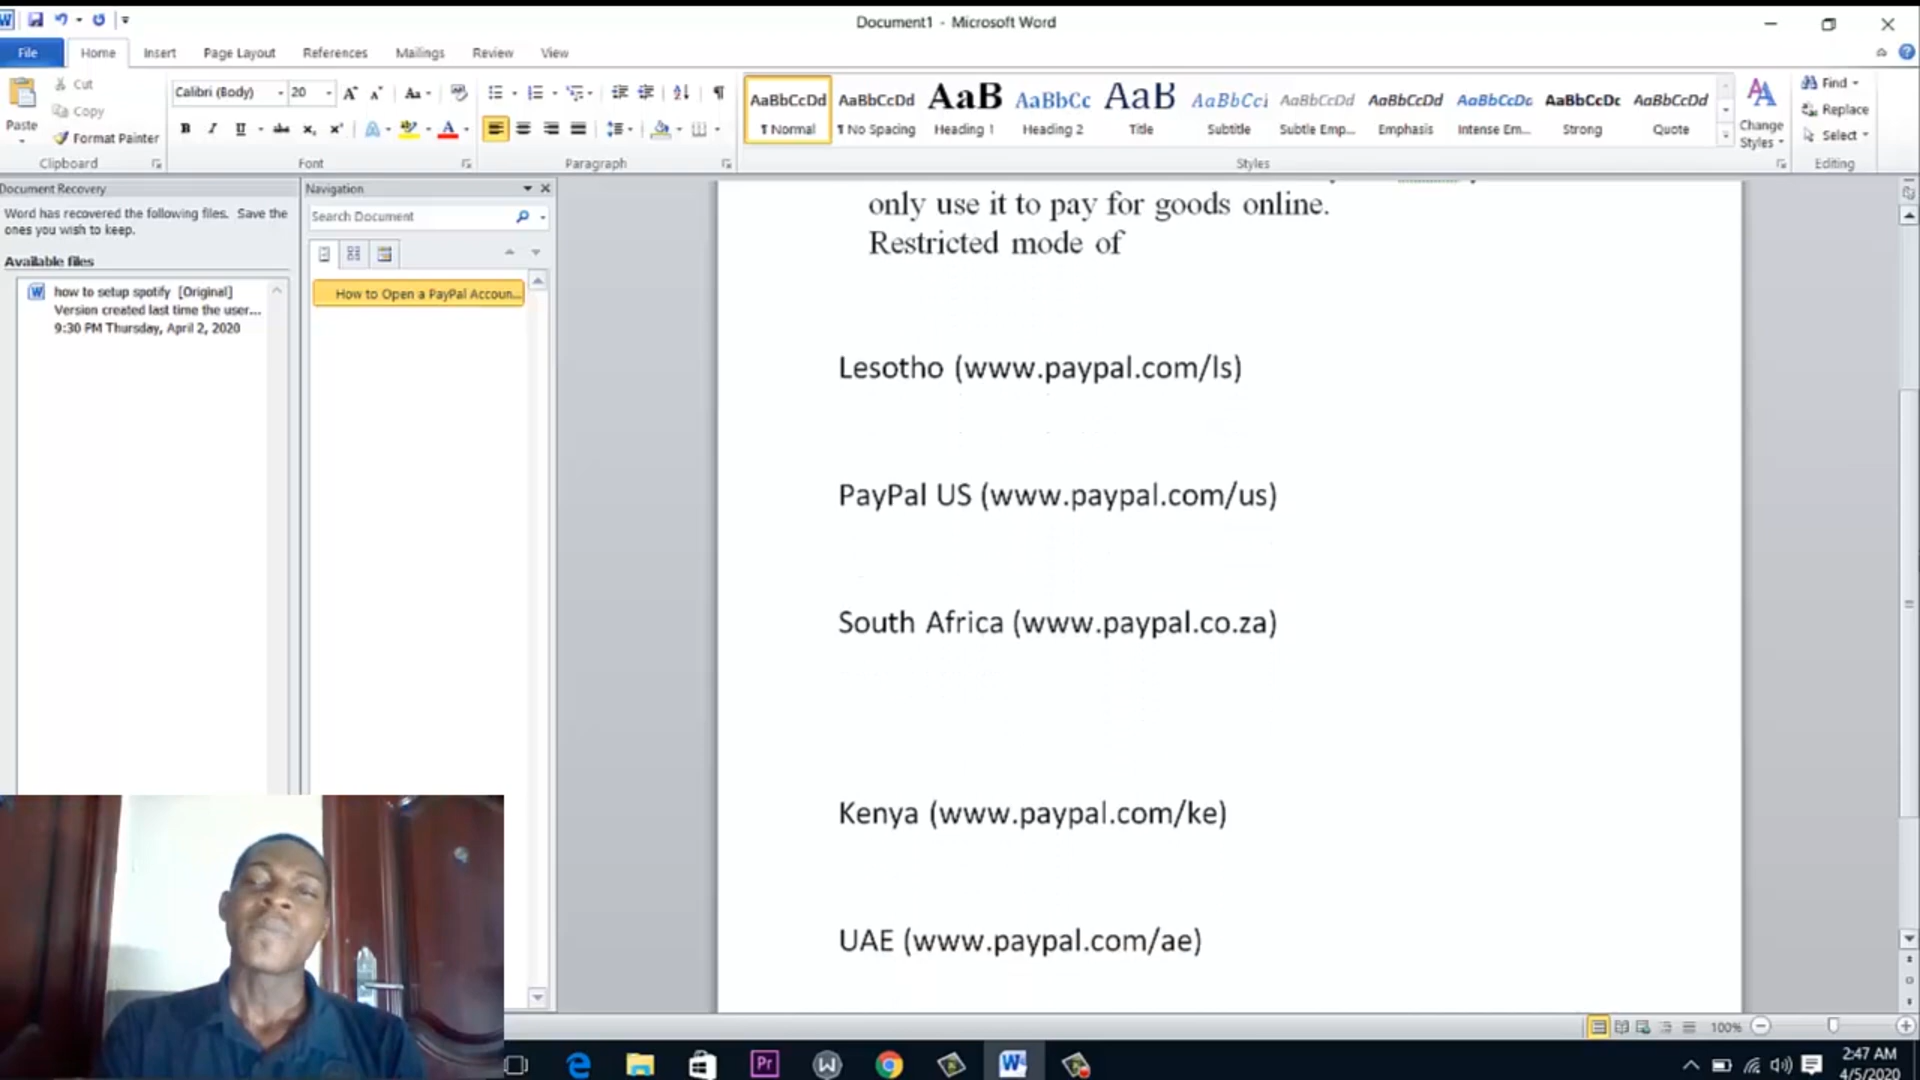 Document1 - Microsoft Word
File Home Insert Page Layout References Mailings Review View
Cut
Copy
Format Painter
Paste
Clipboard
Calibri (Body) 20
Font
Paragraph
AaBbCcDd AaBbCcDd AaB AaBbCc AaB AaBbCcI AaBbCcDd AaBbCcDd AaBbCcDc AaBbCcDc AaBbCcDd
¶ Normal ¶ No Spacing Heading 1 Heading 2 Title Subtitle Subtle Emp... Emphasis Intense Em... Strong Quote
Styles
Change
Styles
Find
Replace
Select
Editing
Document Recovery
Word has recovered the following files. Save the
ones you wish to keep.
Available files
how to setup spotify [Original]
Version created last time the user...
9:30 PM Thursday, April 2, 2020
Navigation
Search Document
How to Open a PayPal Accoun...
only use it to pay for goods online.
Restricted mode of
Lesotho (www.paypal.com/ls)
PayPal US (www.paypal.com/us)
South Africa (www.paypal.co.za)
Kenya (www.paypal.com/ke)
UAE (www.paypal.com/ae)
100%
2:47 AM
4/5/2020